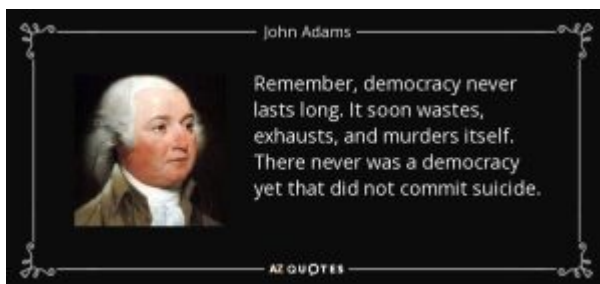 John Adams
Remember, democracy never
lasts long. It soon wastes,
exhausts, and murders itself.
There never was a democracy
yet that did not commit suicide.
AZ QUOTES